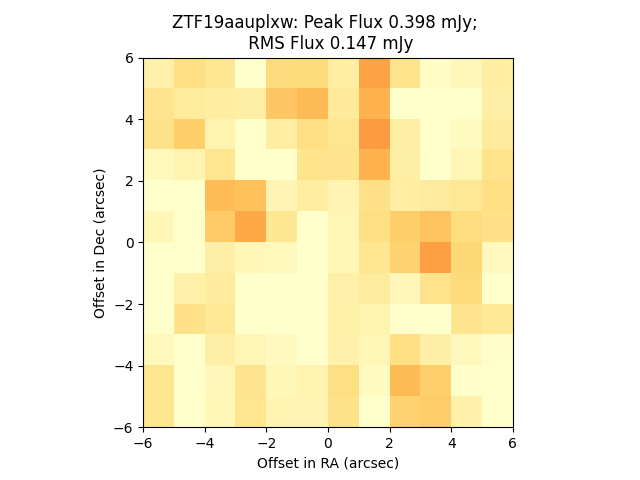 ZTF19aauplxw: Peak Flux 0.398 mJy;
RMS Flux 0.147 mJy
6
4
2
0
−2
−4
−6
Offset in Dec (arcsec)
−6 −4 −2 0 2 4 6
Offset in RA (arcsec)